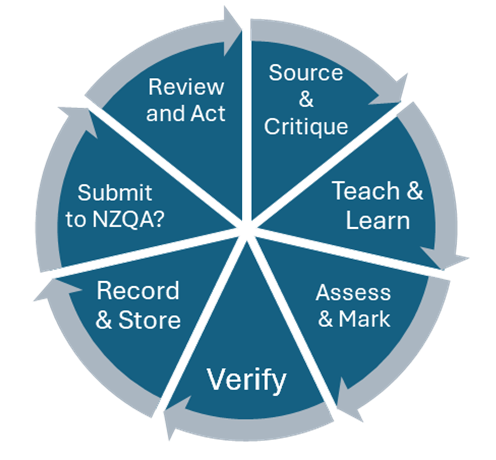 Source
&
Critique
Teach &
Learn
Assess
& Mark
Verify
Record
& Store
Submit
to NZQA?
Review
and Act